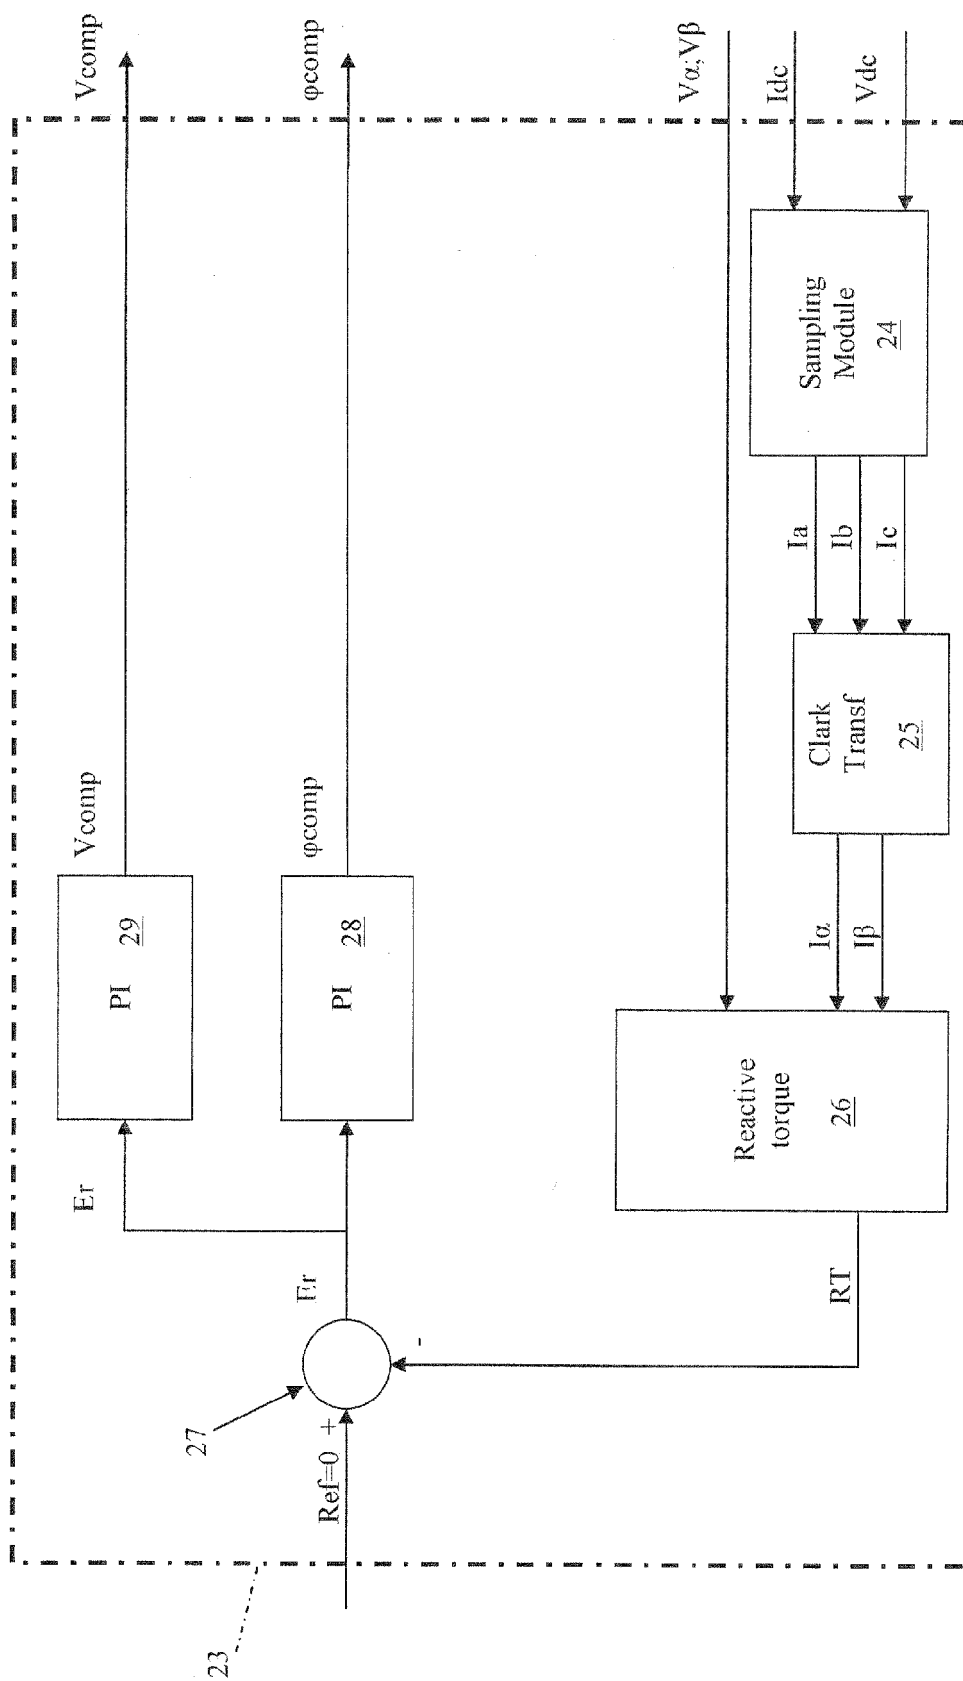 23
Ref=0
+
27
-
Er
Er
PI
29
Vcomp
Vcomp
PI
28
φcomp
φcomp
RT
Reactive
torque
26
Iα
Iβ
Clark
Transf
25
Ia
Ib
Ic
Sampling
Module
24
Vα;Vβ
Idc
Vdc